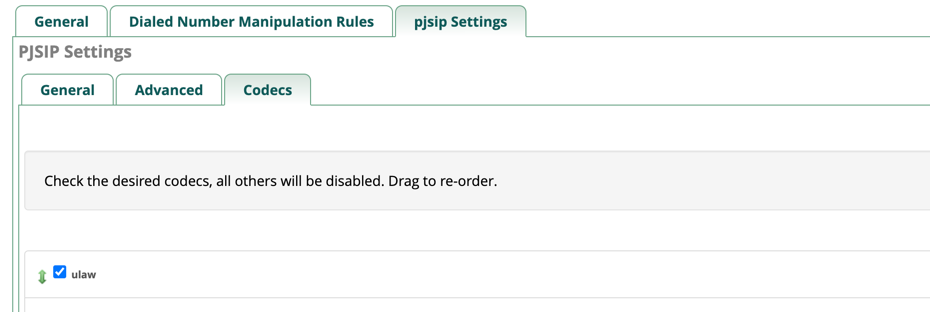 General Dialed Number Manipulation Rules pjsip Settings
PJSIP Settings
General Advanced Codecs
Check the desired codecs, all others will be disabled. Drag to re-order.
ulaw